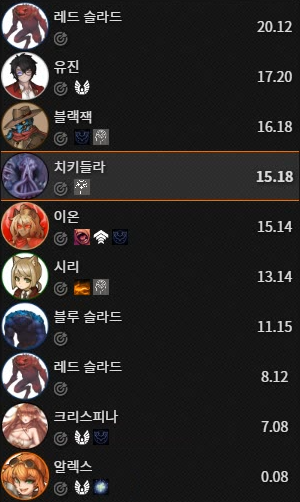 레드 슬라드
20.12
유진
17.20
블랙잭
16.18
치키틀라
15.18
이온
15.14
시리
13.14
블루 슬라드
11.15
레드 슬라드
8.12
크리스피나
7.08
알렉스
0.08